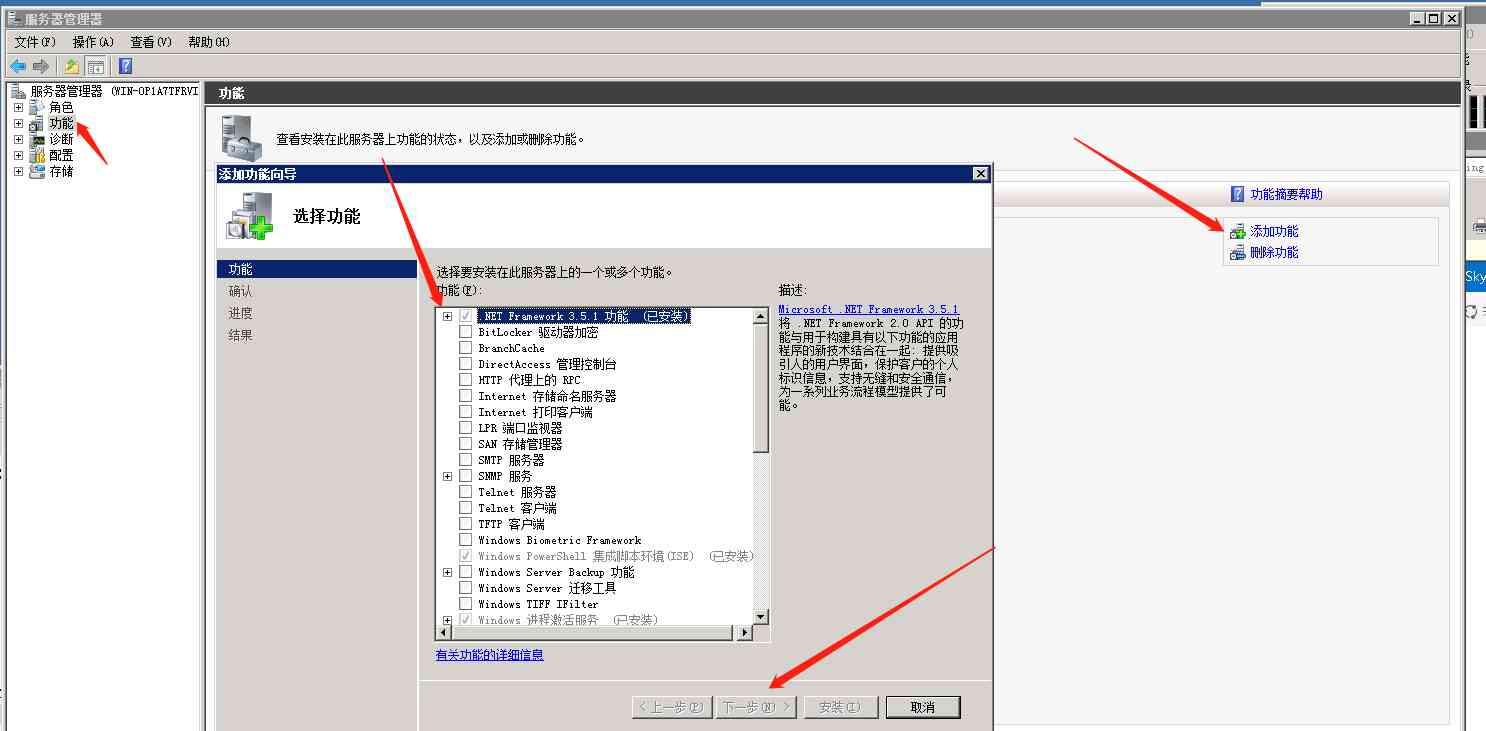 服务器管理器
文件(F) 操作(A) 查看(V) 帮助(H)
服务器管理器 (WIN-OP1A7TFRVI
角色
功能
诊断
配置
存储
功能
查看安装在此服务器上功能的状态，以及添加或删除功能。
功能摘要帮助
添加功能
删除功能
添加功能向导
选择功能
功能
确认
进度
结果
选择要安装在此服务器上的一个或多个功能。
功能(F):
.NET Framework 3.5.1 功能 (已安装)
BitLocker 驱动器加密
BranchCache
DirectAccess 管理控制台
HTTP 代理上的 RPC
Internet 存储命名服务器
Internet 打印客户端
LPR 端口监视器
SAN 存储管理器
SMTP 服务器
SNMP 服务
Telnet 服务器
Telnet 客户端
TFTP 客户端
Windows Biometric Framework
Windows PowerShell 集成脚本环境(ISE) (已安装)
Windows Server Backup 功能
Windows Server 迁移工具
Windows TIFF IFilter
Windows 进程激活服务 (已安装)
有关功能的详细信息
描述:
Microsoft .NET Framework 3.5.1
将 .NET Framework 2.0 API 的功
能与用于构建具有以下功能的应用
程序的新技术结合在一起: 提供吸
引人的用户界面，保护客户的个人
标识信息，支持无缝和安全通信，
为一系列业务流程模型提供了可
能。
< 上一步(P) 下一步(N) > 安装(I) 取消
ing
Sky